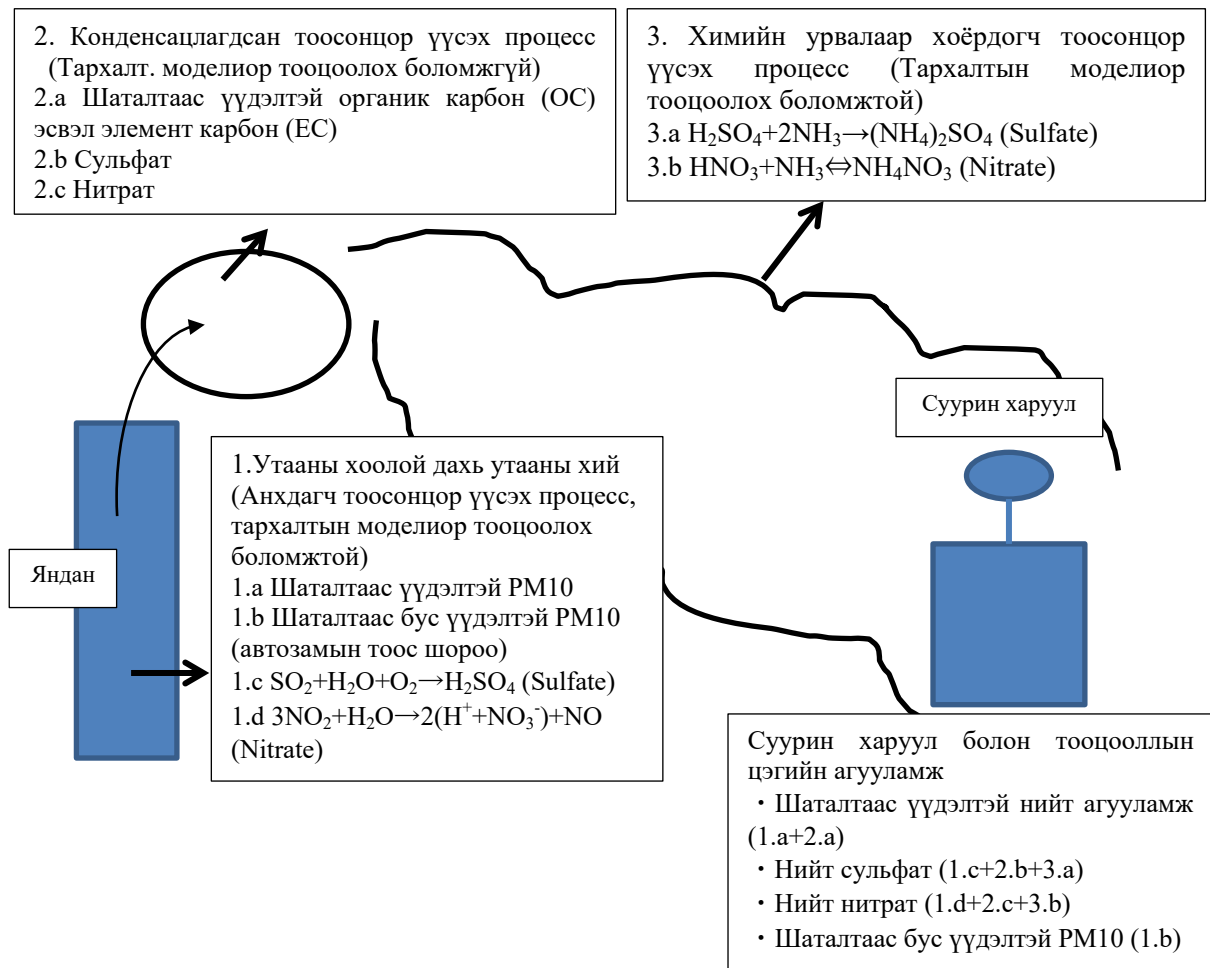 2. Конденсацлагдсан тоосонцор үүсэх процесс
(Тархалт. моделиор тооцоолох боломжгүй)
2.a Шаталтаас үүдэлтэй органик карбон (OC)
эсвэл элемент карбон (EC)
2.b Сульфат
2.c Нитрат
3. Химийн урвалаар хоёрдогч тоосонцор
үүсэх процесс (Тархалтын моделиор
тооцоолох боломжтой)
3.a H₂SO₄+2NH₃→(NH₄)₂SO₄ (Sulfate)
3.b HNO₃+NH₃⇔NH₄NO₃ (Nitrate)
Суурин харуул
Яндан
1.Утааны хоолой дахь утааны хий
(Анхдагч тоосонцор үүсэх процесс,
тархалтын моделиор тооцоолох
боломжтой)
1.a Шаталтаас үүдэлтэй PM10
1.b Шаталтаас бус үүдэлтэй PM10
(автозамын тоос шороо)
1.c SO₂+H₂O+O₂→H₂SO₄ (Sulfate)
1.d 3NO₂+H₂O→2(H⁺+NO₃⁻)+NO
(Nitrate)
Суурин харуул болон тооцооллын
цэгийн агууламж
・Шаталтаас үүдэлтэй нийт агууламж
(1.a+2.a)
・Нийт сульфат (1.c+2.b+3.a)
・Нийт нитрат (1.d+2.c+3.b)
・Шаталтаас бус үүдэлтэй PM10 (1.b)